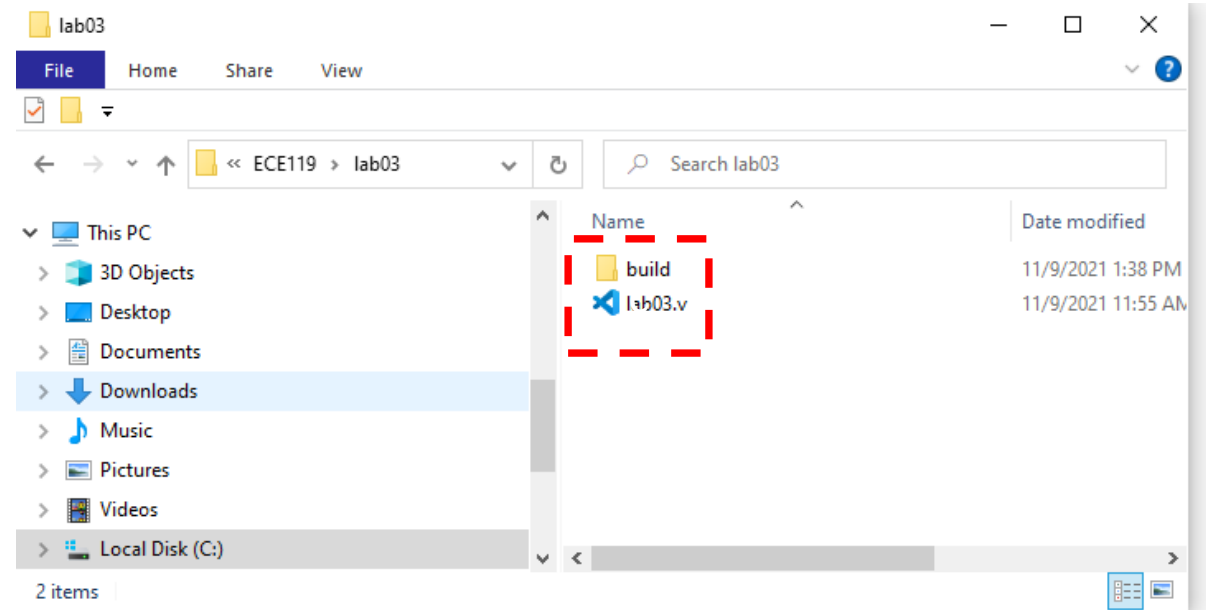 lab03
File Home Share View
« ECE119 > lab03 Search lab03
Name Date modified
This PC
3D Objects
Desktop
Documents
Downloads
Music
Pictures
Videos
Local Disk (C:)
build 11/9/2021 1:38 PM
lab03.v 11/9/2021 11:55 AM
2 items